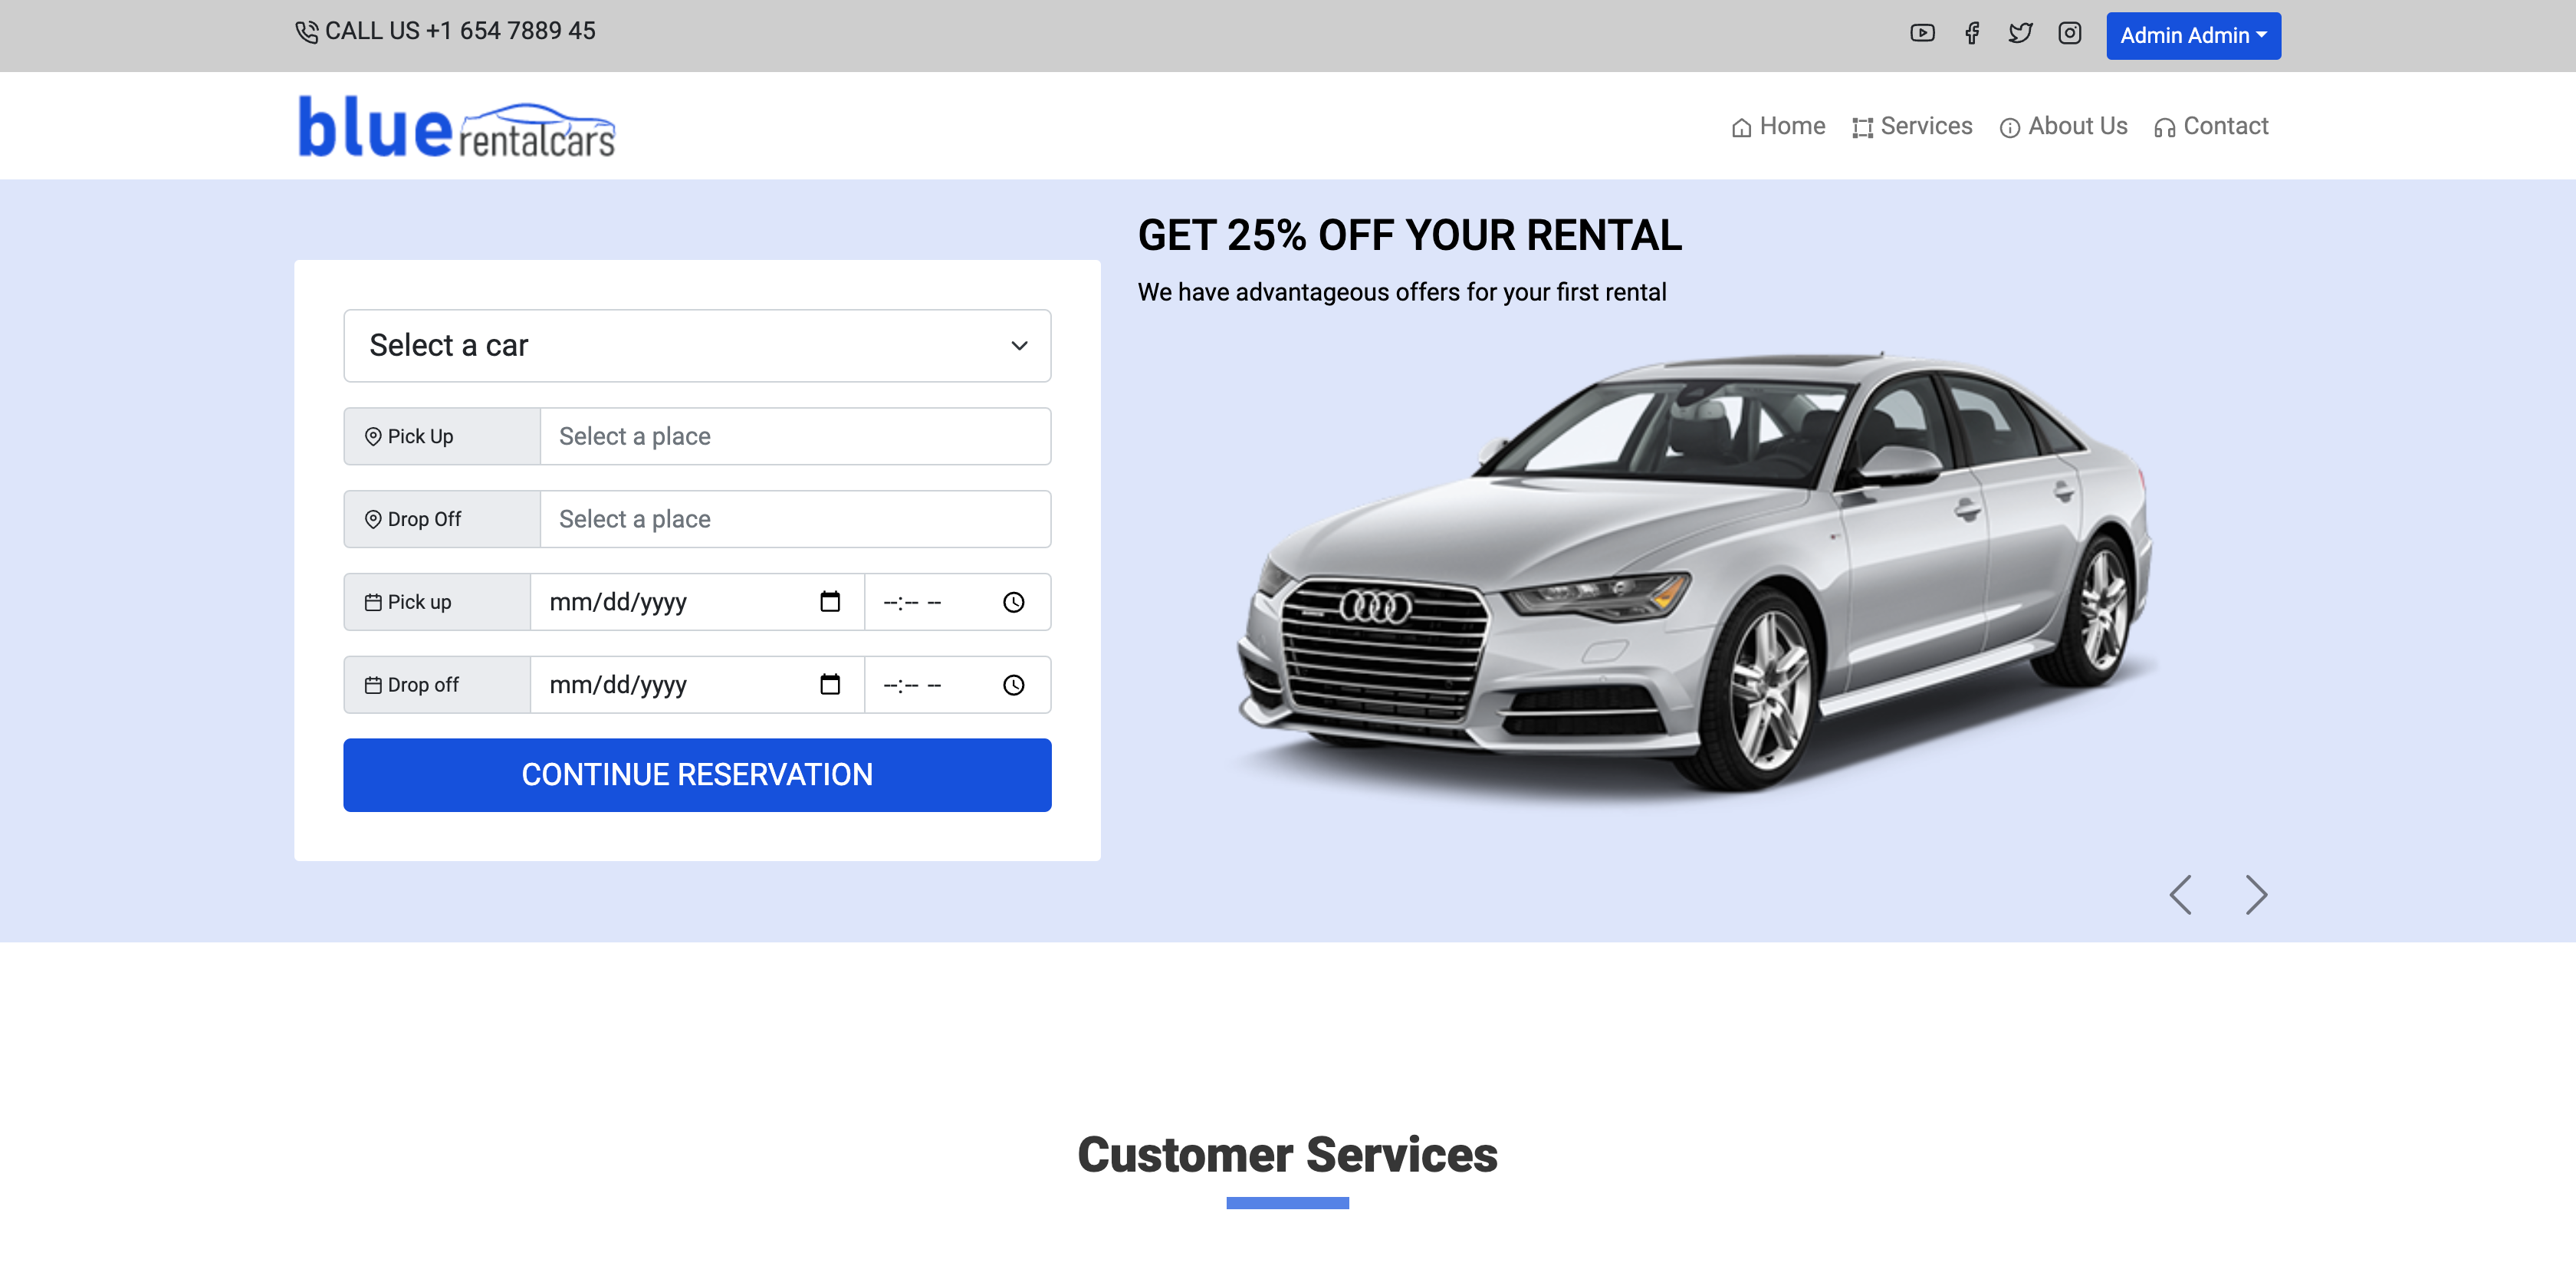 CALL US +1 654 7889 45
Admin Admin
blue rentalcars
Home Services About Us Contact
GET 25% OFF YOUR RENTAL
We have advantageous offers for your first rental
Select a car
Pick Up Select a place
Drop Off Select a place
Pick up mm/dd/yyyy --:-- --
Drop off mm/dd/yyyy --:-- --
CONTINUE RESERVATION
Customer Services